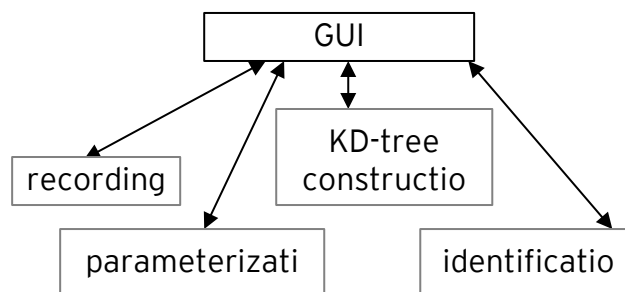 GUI
KD-tree
constructio
recording
parameterizati
identificatio